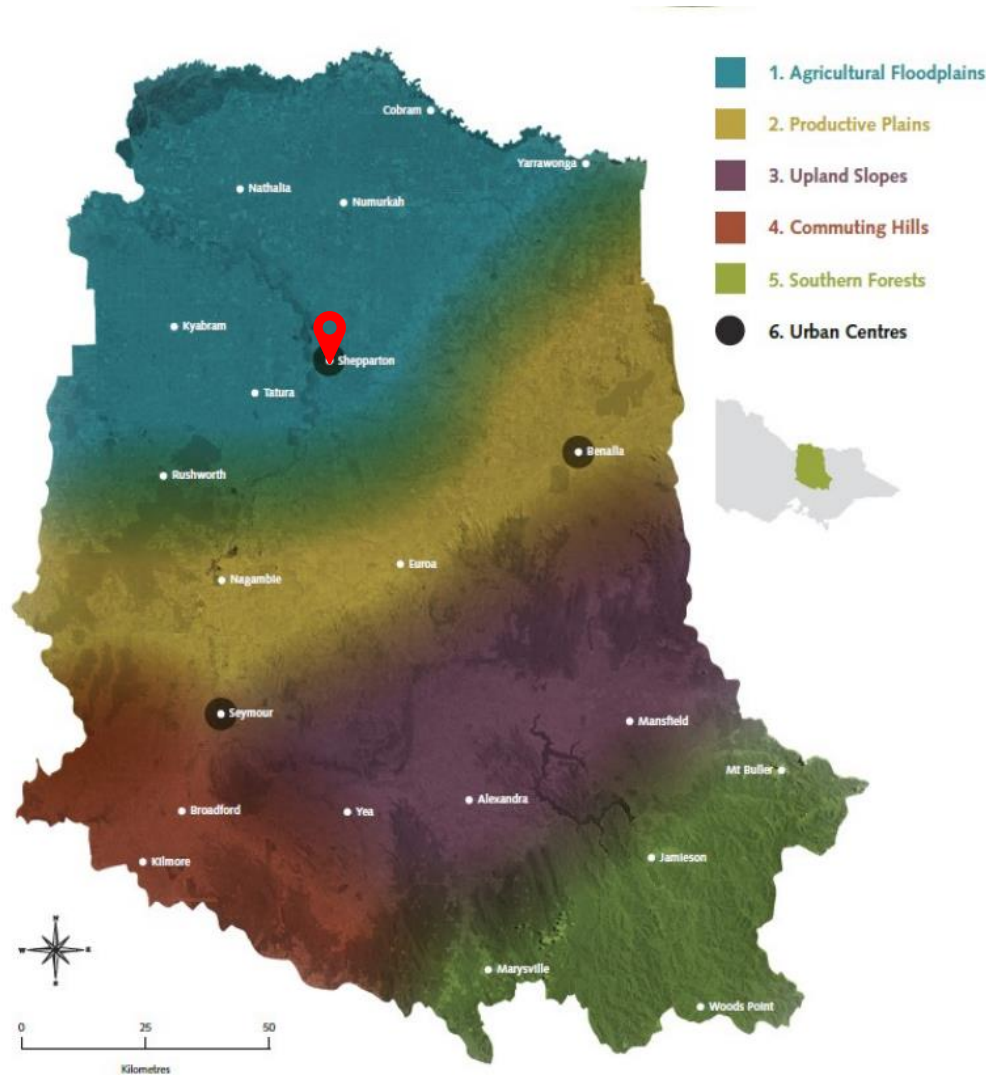 1. Agricultural Floodplains
2. Productive Plains
3. Upland Slopes
4. Commuting Hills
5. Southern Forests
6. Urban Centres
Cobram
Yarrawonga
Nathalia
Numurkah
Kyabram
Shepparton
Tatura
Benalla
Rushworth
Euroa
Nagambie
Seymour
Mansfield
Mt Buller
Alexandra
Broadford
Yea
Kilmore
Jamieson
Marysville
Woods Point
N
W
E
S
0 25 50
Kilometres